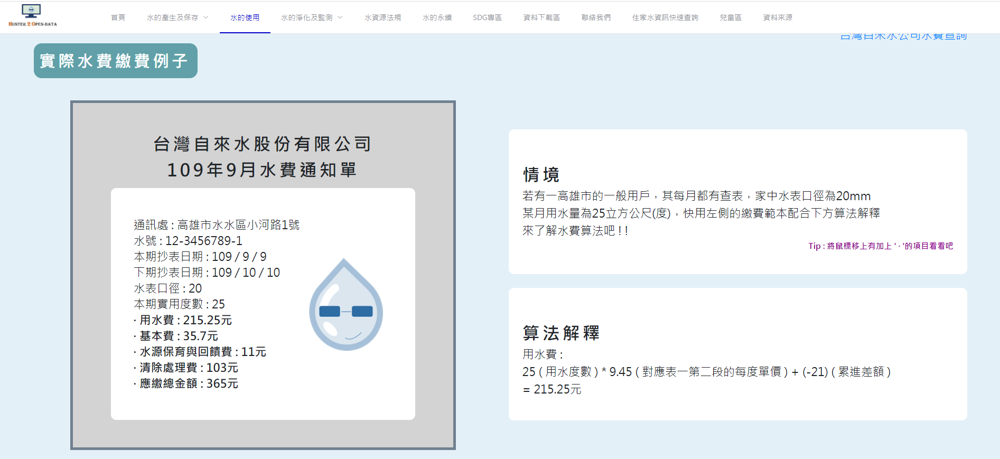 HUNTER 2 OPEN-DATA
首頁 水的產生及保存 水的使用 水的淨化及監測 水資源法規 水的永續 SDG專區 資料下載區 聯絡我們 住家水資訊快速查詢 兒童區 資料來源
台灣自來水公司水費查詢
實際水費繳費例子
台灣自來水股份有限公司
109年9月水費通知單
通訊處 : 高雄市水水區小河路1號
水號 : 12-3456789-1
本期抄表日期 : 109 / 9 / 9
下期抄表日期 : 109 / 10 / 10
水表口徑 : 20
本期實用度數 : 25
· 用水費 : 215.25元
· 基本費 : 35.7元
· 水源保育與回饋費 : 11元
· 清除處理費 : 103元
· 應繳總金額 : 365元
情境
若有一高雄市的一般用戶，其每月都有查表，家中水表口徑為20mm
某月用水量為25立方公尺(度)，快用左側的繳費範本配合下方算法解釋
來了解水費算法吧 ! !
Tip : 將鼠標移上有加上 ' · '的項目看看吧
算法解釋
用水費 :
25 ( 用水度數 ) * 9.45 ( 對應表一第二段的每度單價 ) + (-21) ( 累進差額 )
= 215.25元